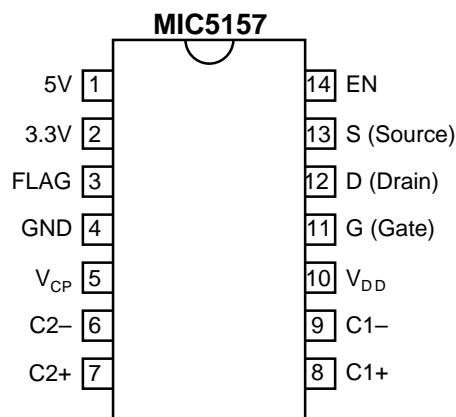 MIC5157
5V 1 14 EN
3.3V 2 13 S (Source)
FLAG 3 12 D (Drain)
GND 4 11 G (Gate)
VCP 5 10 VDD
C2– 6 9 C1–
C2+ 7 8 C1+